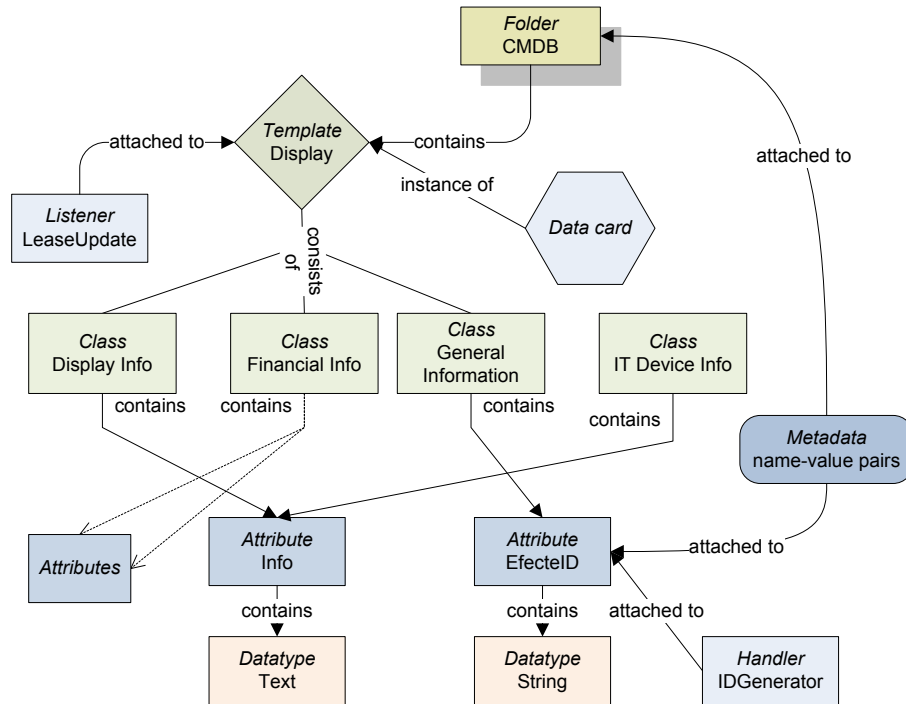 Folder
CMDB
Template
Display
contains
attached to
attached to
instance of
Listener
LeaseUpdate
Data card
consists
of
Class
Display Info
Class
Financial Info
Class
General
Information
Class
IT Device Info
contains
contains
contains
contains
Metadata
name-value pairs
Attributes
Attribute
Info
Attribute
EfecteID
attached to
contains
contains
attached to
Datatype
Text
Datatype
String
Handler
IDGenerator